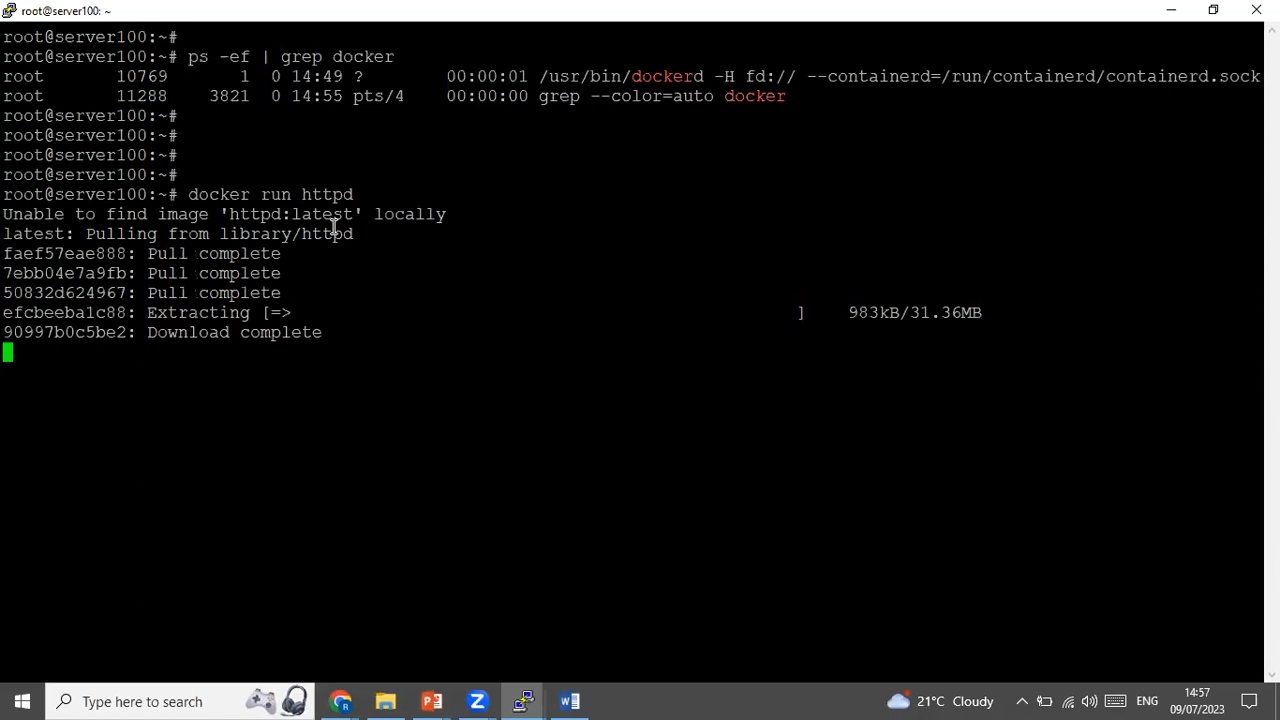 root@server100: ~
root@server100:~#
root@server100:~# ps -ef | grep docker
root       10769       1  0 14:49 ?        00:00:01 /usr/bin/dockerd -H fd:// --containerd=/run/containerd/containerd.sock
root       11288    3821  0 14:55 pts/4    00:00:00 grep --color=auto docker
root@server100:~#
root@server100:~#
root@server100:~#
root@server100:~#
root@server100:~# docker run httpd
Unable to find image 'httpd:latest' locally
latest: Pulling from library/httpd
faef57eae888: Pull complete
7ebb04e7a9fb: Pull complete
50832d624967: Pull complete
efcbeeba1c88: Extracting [=>                                                 ]     983kB/31.36MB
90997b0c5be2: Download complete
Type here to search
21°C Cloudy
ENG
14:57
09/07/2023